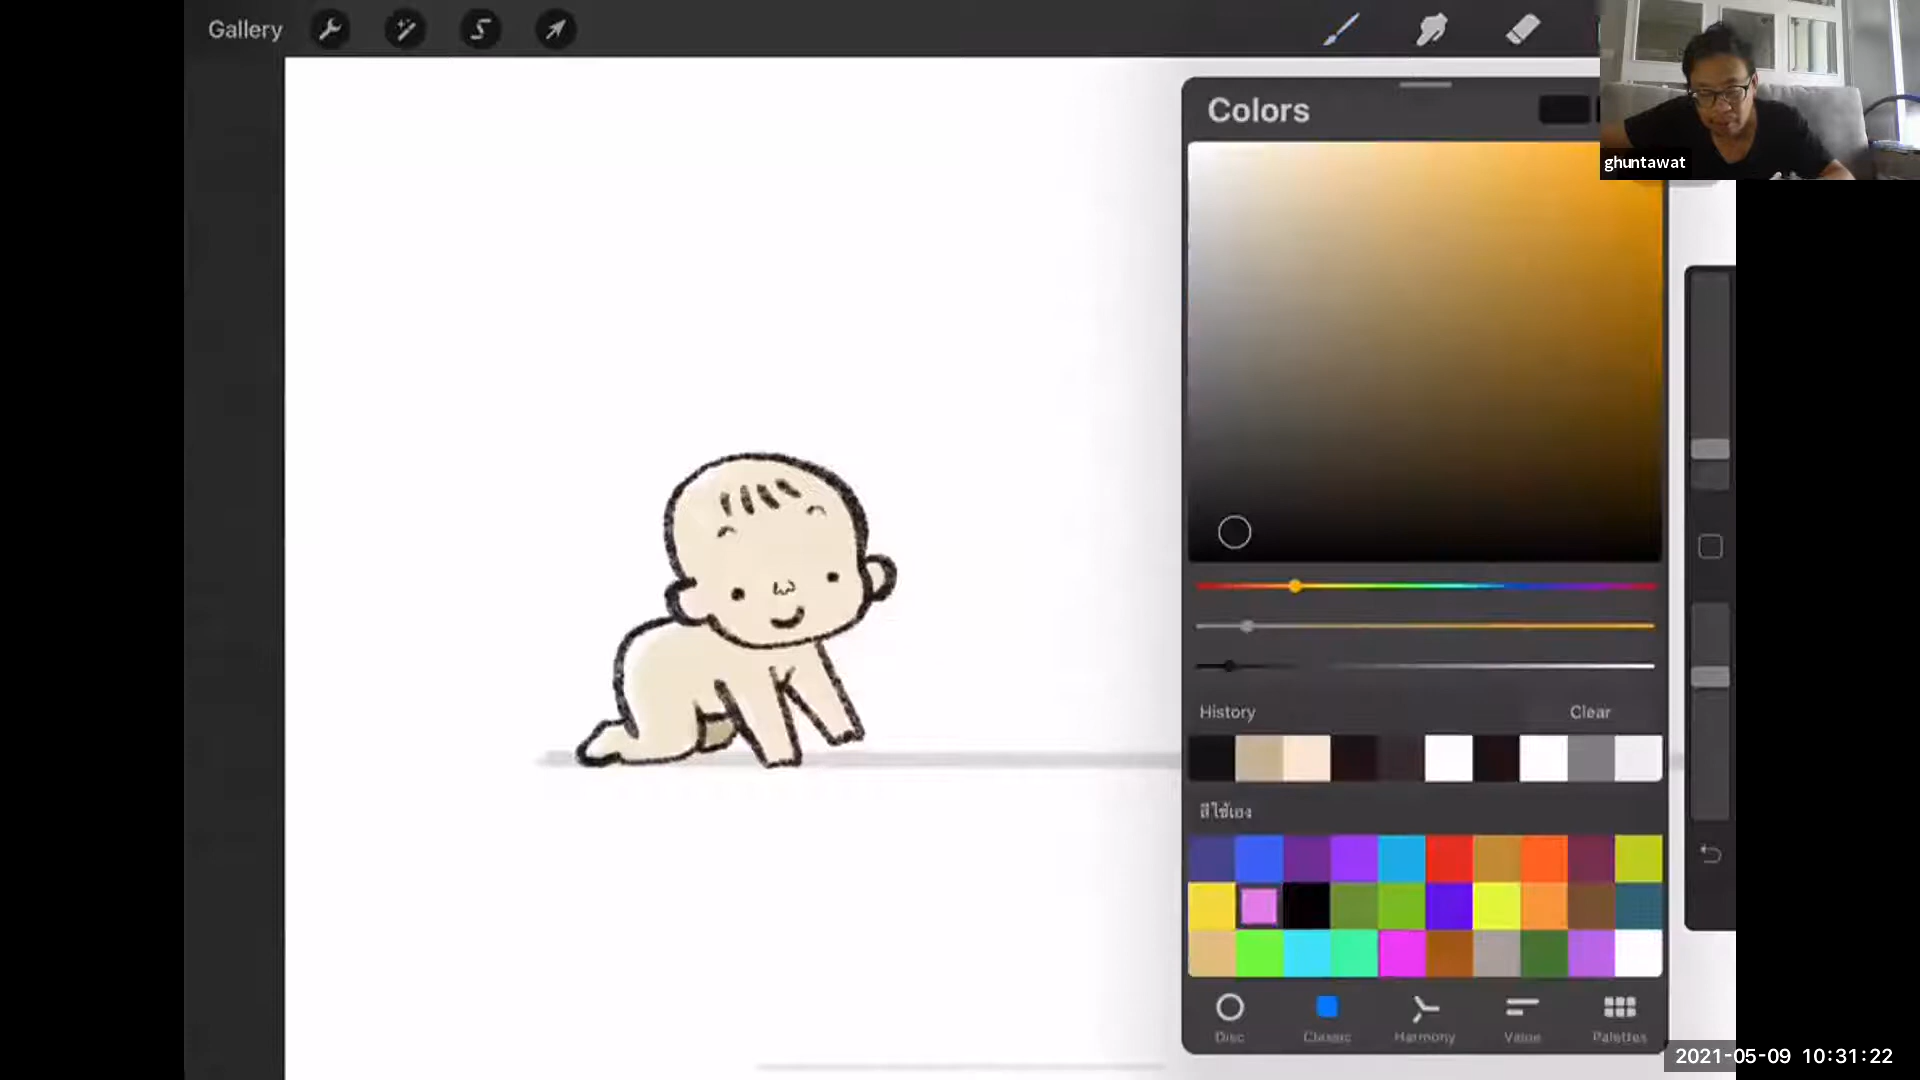 Gallery
Colors
ghuntawat
History Clear
สีใช้เอง
Disc Classic Harmony Value Palettes
2021-05-09 10:31:22